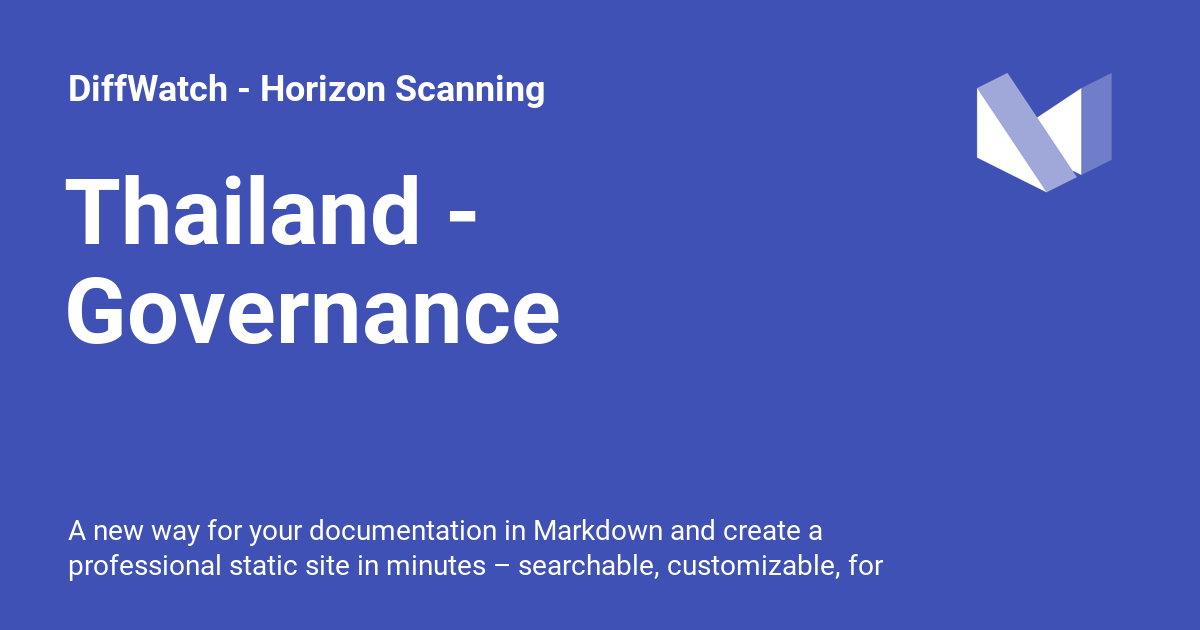 DiffWatch - Horizon Scanning
Thailand -
Governance
A new way for your documentation in Markdown and create a
professional static site in minutes – searchable, customizable, for